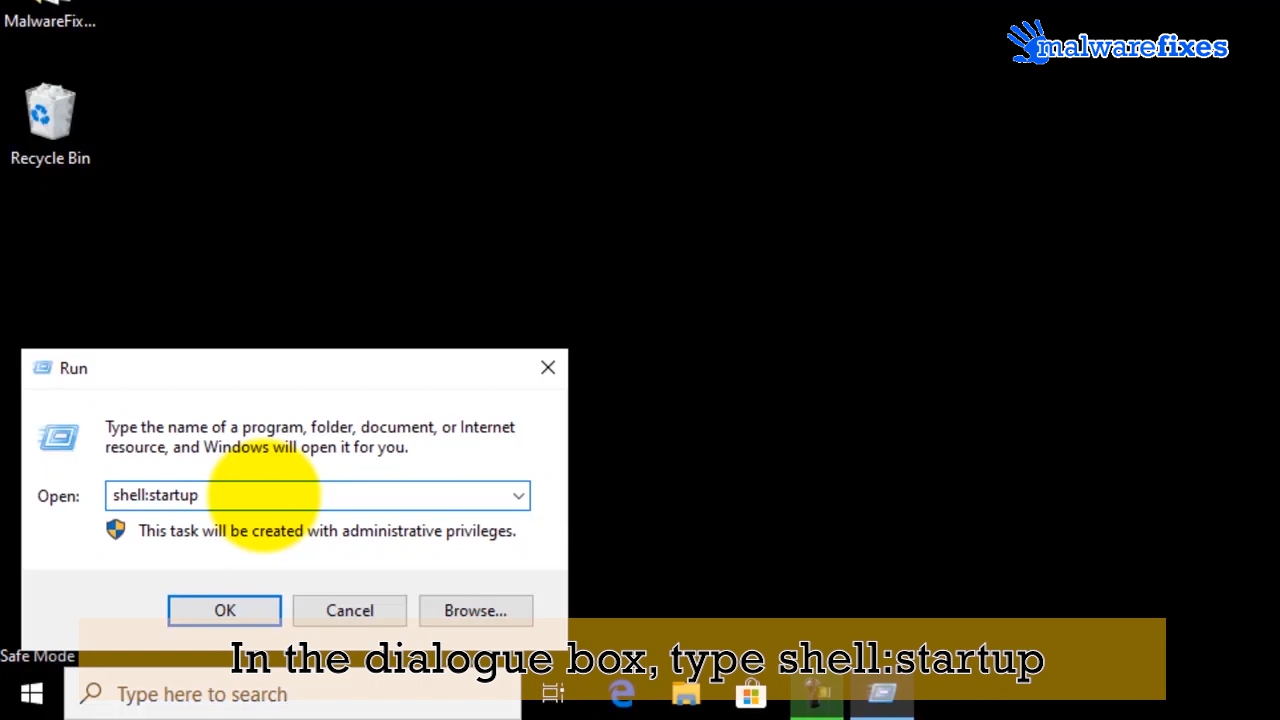 MalwareFix...
malwarefixes
Recycle Bin
Run
Type the name of a program, folder, document, or Internet
resource, and Windows will open it for you.
Open: shell:startup
This task will be created with administrative privileges.
OK Cancel Browse...
In the dialogue box, type shell:startup
Safe Mode
Type here to search